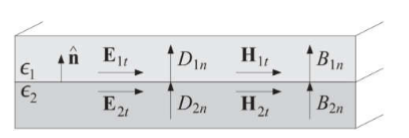 ϵ₁ n̂ E₁ₜ D₁ₙ H₁ₜ B₁ₙ
ϵ₂ E₂ₜ D₂ₙ H₂ₜ B₂ₙ